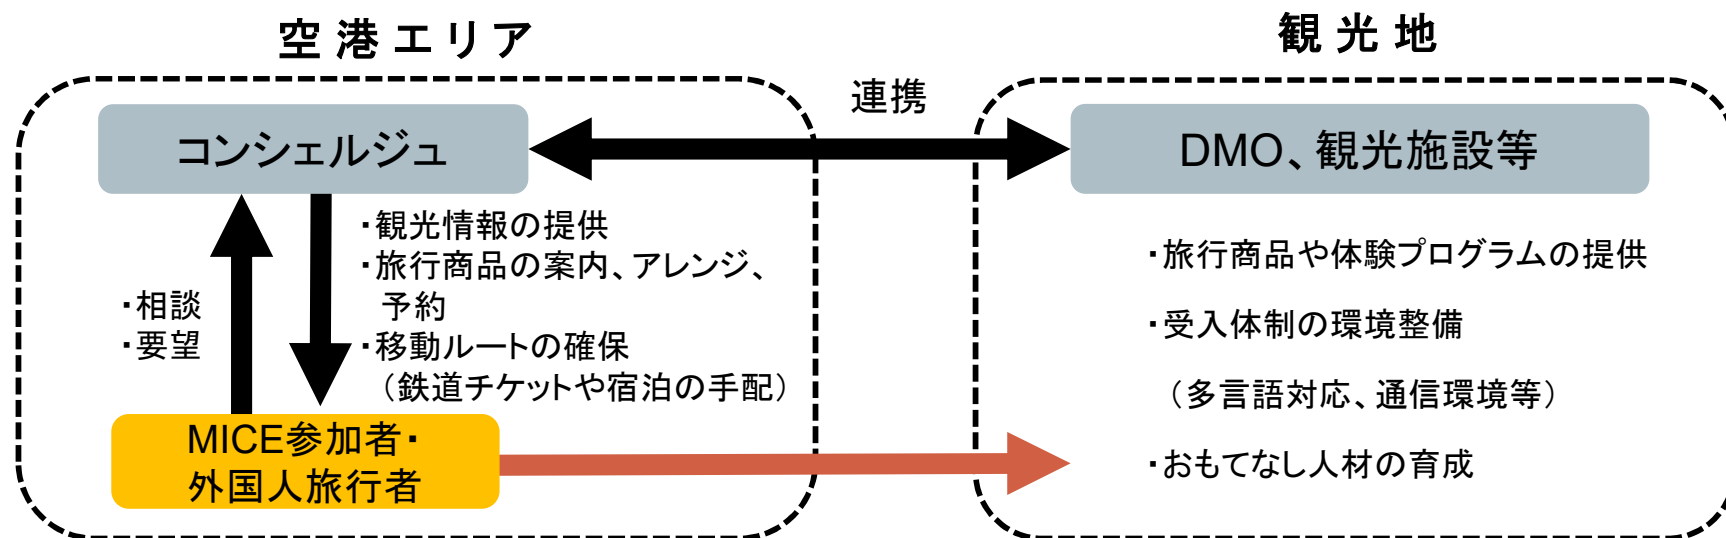 空港エリア
観光地
連携
コンシェルジュ
DMO、観光施設等
・観光情報の提供
・旅行商品の案内、アレンジ、
予約
・移動ルートの確保
（鉄道チケットや宿泊の手配）
・相談
・要望
MICE参加者・
外国人旅行者
・旅行商品や体験プログラムの提供
・受入体制の環境整備
（多言語対応、通信環境等）
・おもてなし人材の育成